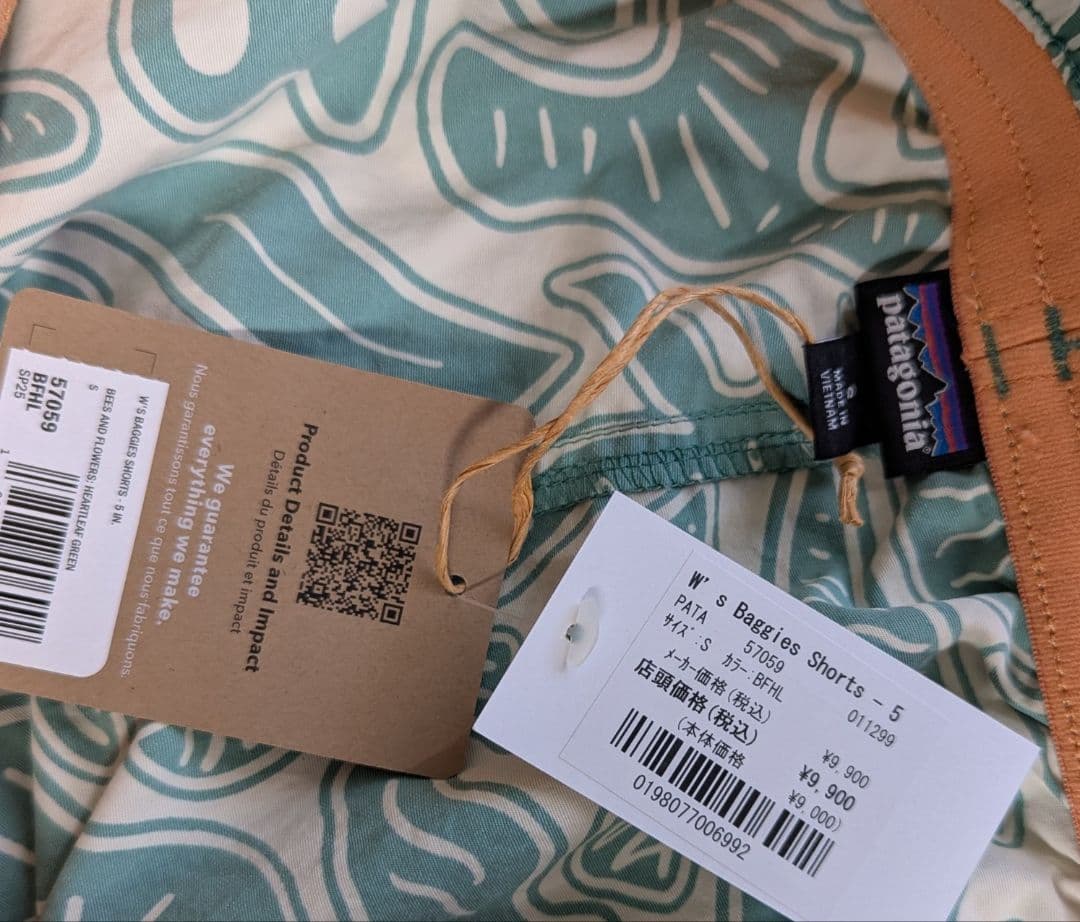 W'S BAGGIES SHORTS - 5 IN.
BEES AND FLOWERS: HEARTLEAF GREEN
S
57059
BFHL
SP25
Nous garantissons tout ce que nous fabriquons.
We guarantee
everything we make.
Product Details and Impact
Détails du produit et impact
patagonia®
S
MADE IN
VIETNAM
W's Baggies Shorts - 5
PATA 57059 011299
サイズ:S カラー:BFHL
メーカー価格(税込) ¥9,900
店頭価格(税込) ¥9,900
(本体価格 ¥9,000)
0198077006992